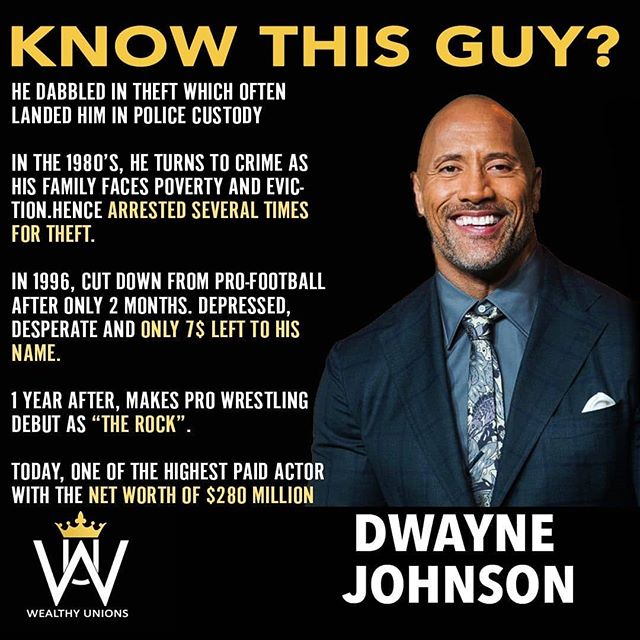 KNOW THIS GUY?
HE DABBLED IN THEFT WHICH OFTEN
LANDED HIM IN POLICE CUSTODY
IN THE 1980'S, HE TURNS TO CRIME AS
HIS FAMILY FACES POVERTY AND EVIC-
TION.HENCE ARRESTED SEVERAL TIMES
FOR THEFT.
IN 1996, CUT DOWN FROM PRO-FOOTBALL
AFTER ONLY 2 MONTHS. DEPRESSED,
DESPERATE AND ONLY 7$ LEFT TO HIS
NAME.
1 YEAR AFTER, MAKES PRO WRESTLING
DEBUT AS “THE ROCK”.
TODAY, ONE OF THE HIGHEST PAID ACTOR
WITH THE NET WORTH OF $280 MILLION
WU
WEALTHY UNIONS
DWAYNE
JOHNSON